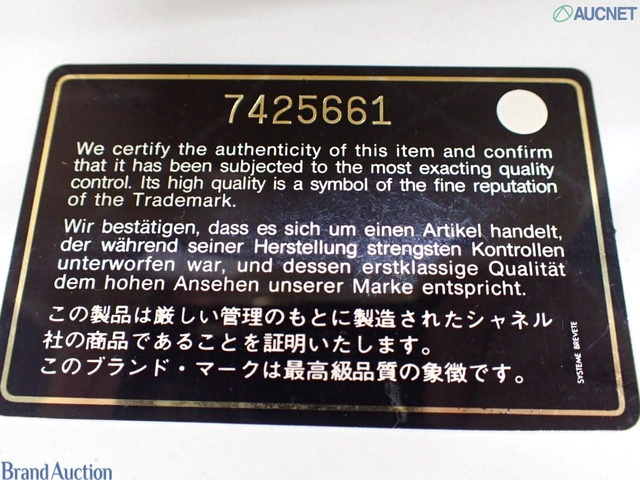 AUCNET
7425661
We certify the authenticity of this item and confirm
that it has been subjected to the most exacting quality
control. Its high quality is a symbol of the fine reputation
of the Trademark.
Wir bestätigen, dass es sich um einen Artikel handelt,
der während seiner Herstellung strengsten Kontrollen
unterworfen war, und dessen erstklassige Qualität
dem hohen Ansehen unserer Marke entspricht.
この製品は厳しい管理のもとに製造されたシャネル
社の商品であることを証明いたします。
このブランド・マークは最高級品質の象徴です。
SYSTEME BREVETE
Brand Auction